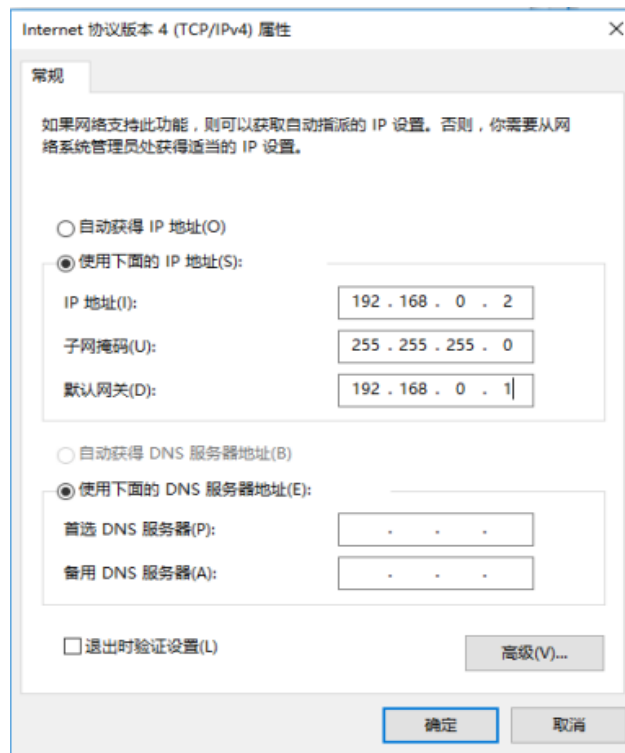 Internet 协议版本 4 (TCP/IPv4) 属性
常规
如果网络支持此功能，则可以获取自动指派的 IP 设置。否则，你需要从网
络系统管理员处获得适当的 IP 设置。
自动获得 IP 地址(O)
使用下面的 IP 地址(S):
IP 地址(I): 192 . 168 . 0 . 2
子网掩码(U): 255 . 255 . 255 . 0
默认网关(D): 192 . 168 . 0 . 1
自动获得 DNS 服务器地址(B)
使用下面的 DNS 服务器地址(E):
首选 DNS 服务器(P): . . .
备用 DNS 服务器(A): . . .
退出时验证设置(L)
高级(V)...
确定 取消